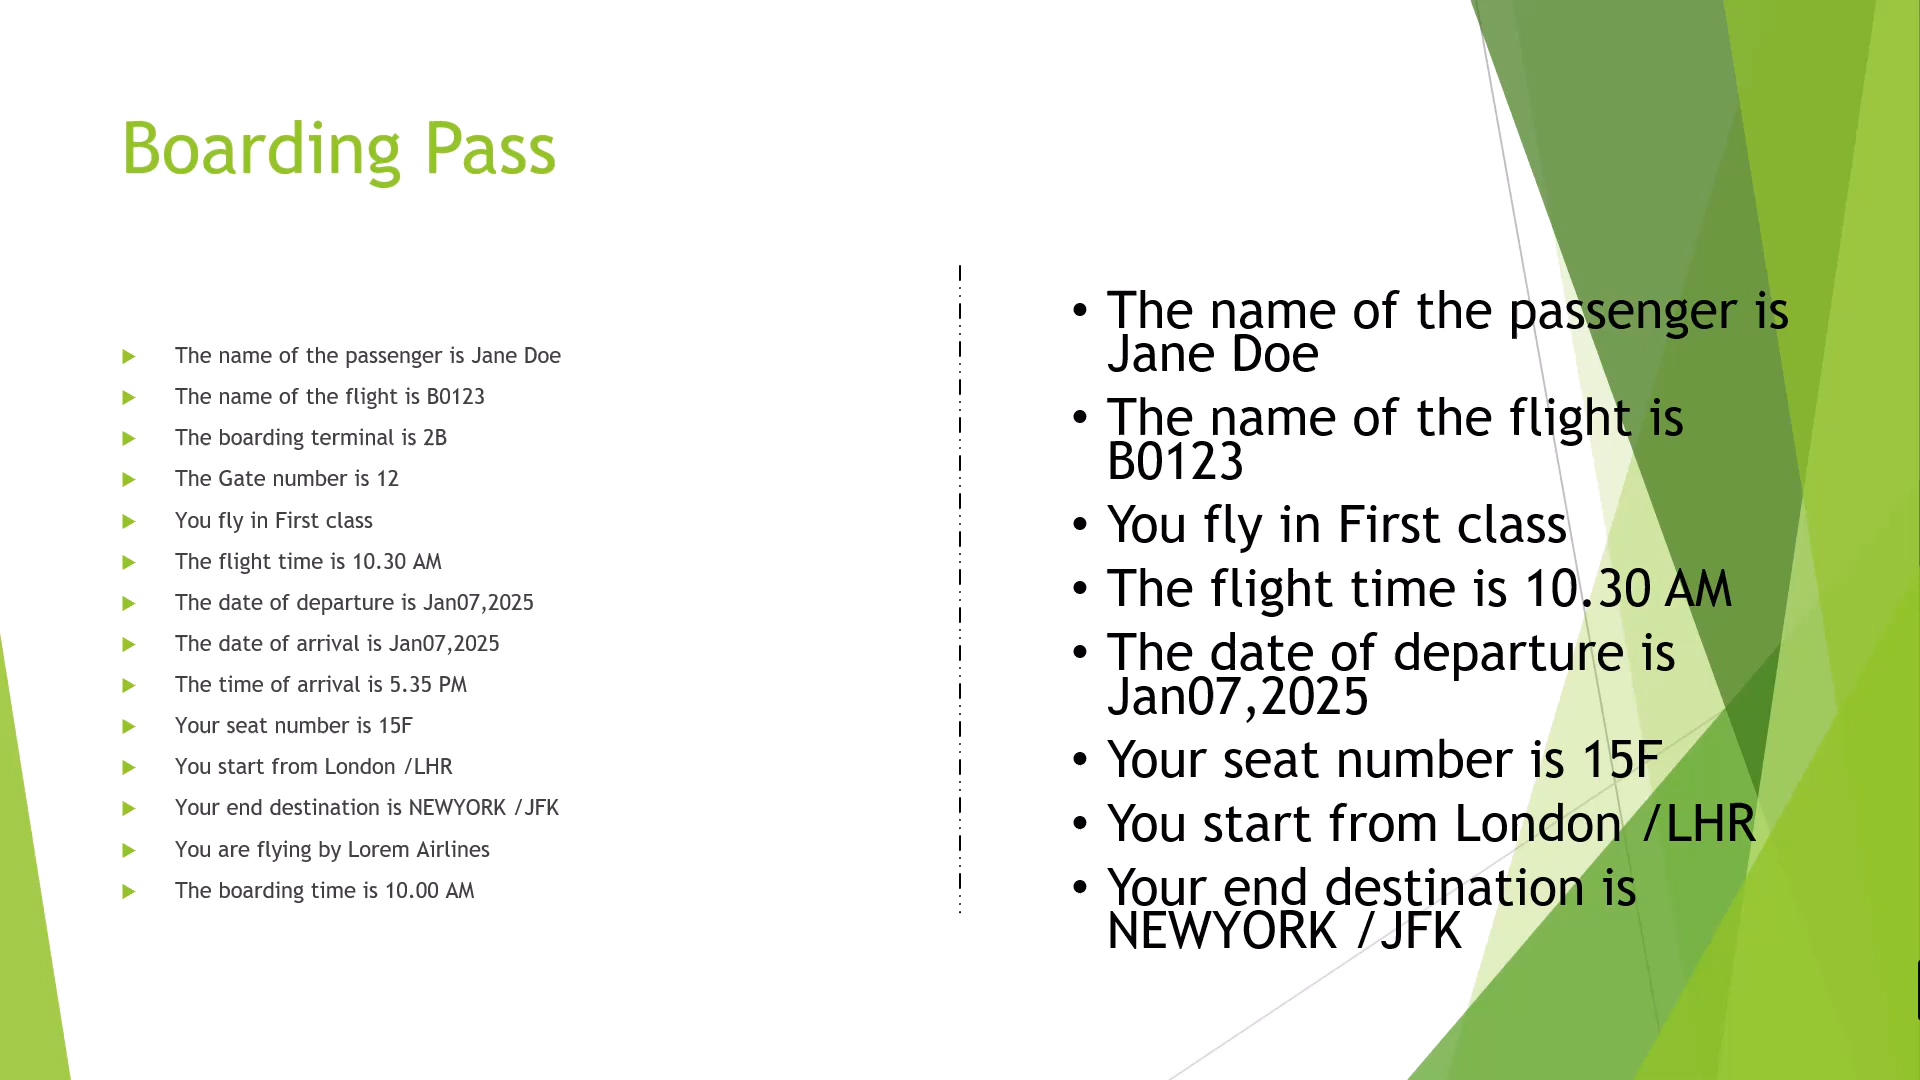 Boarding Pass
The name of the passenger is Jane Doe
The name of the flight is B0123
The boarding terminal is 2B
The Gate number is 12
You fly in First class
The flight time is 10.30 AM
The date of departure is Jan07,2025
The date of arrival is Jan07,2025
The time of arrival is 5.35 PM
Your seat number is 15F
You start from London /LHR
Your end destination is NEWYORK /JFK
You are flying by Lorem Airlines
The boarding time is 10.00 AM
• The name of the passenger is
Jane Doe
• The name of the flight is
B0123
• You fly in First class
• The flight time is 10.30 AM
• The date of departure is
Jan07,2025
• Your seat number is 15F
• You start from London /LHR
• Your end destination is
NEWYORK /JFK